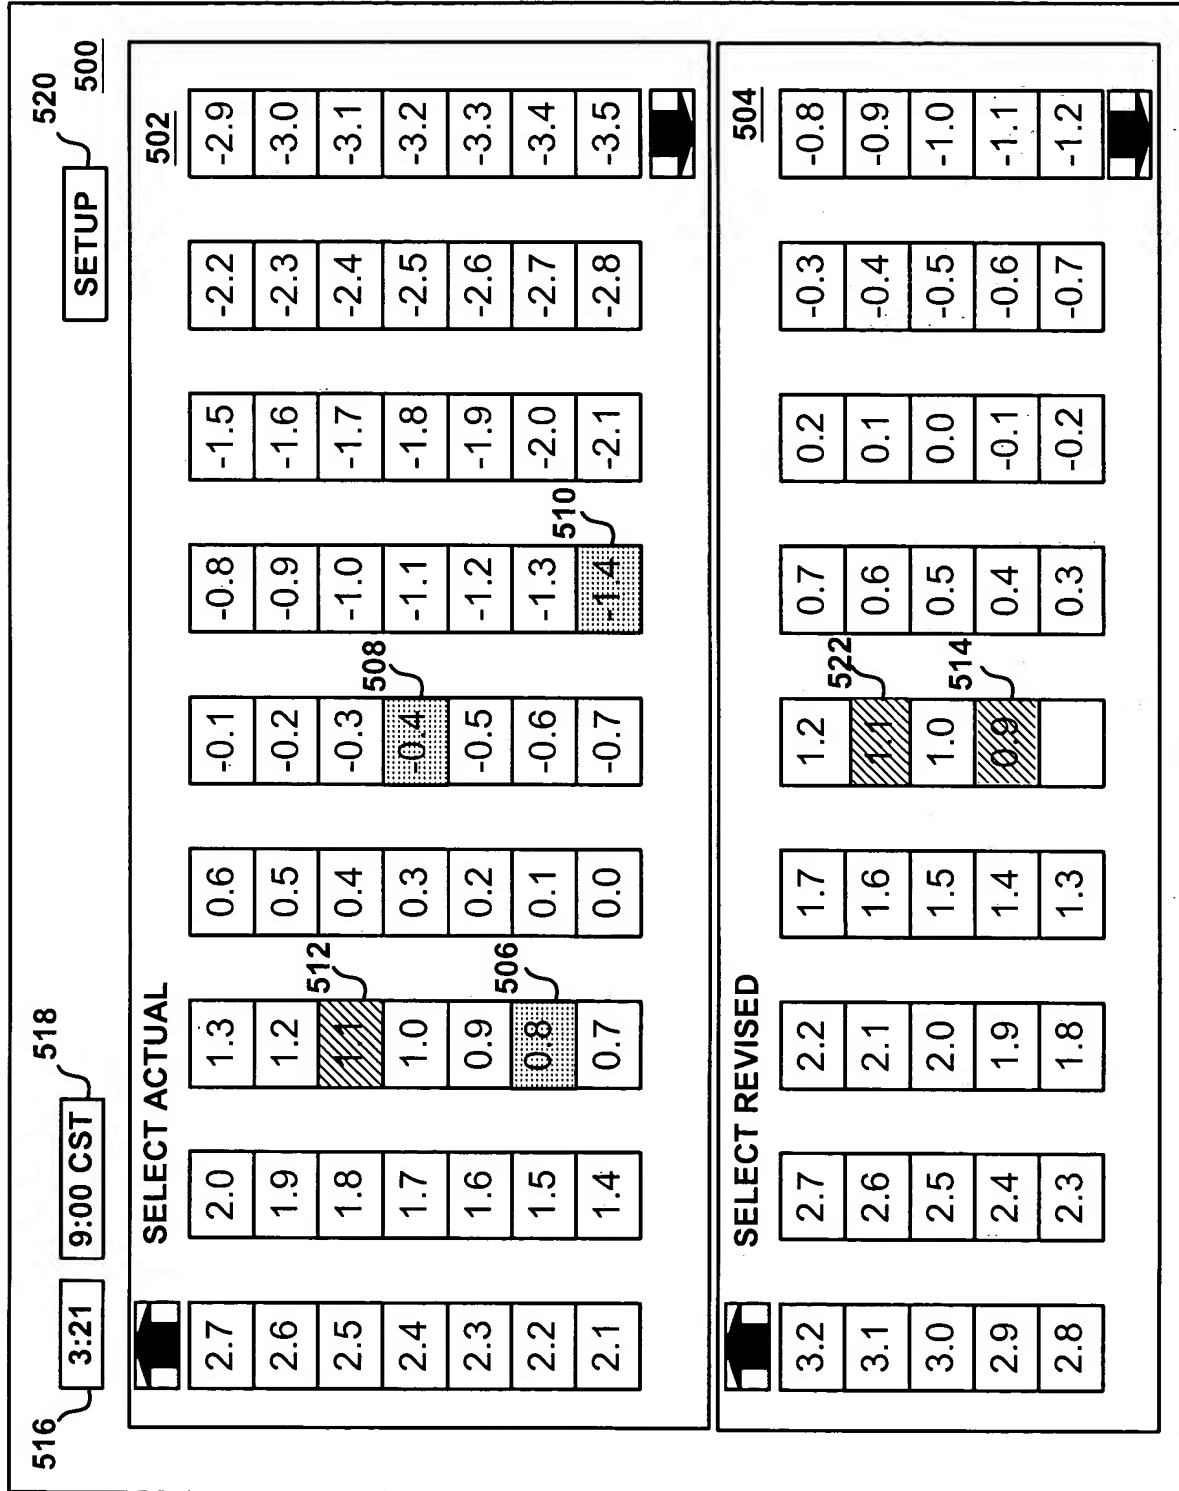 516 518 520
3:21 9:00 CST SETUP 500
SELECT ACTUAL 502
2.7 2.0 1.3 0.6 -0.1 -0.8 -1.5 -2.2 -2.9
2.6 1.9 1.2 0.5 -0.2 -0.9 -1.6 -2.3 -3.0
2.5 1.8 1.1 512 0.4 -0.3 -1.0 -1.7 -2.4 -3.1
2.4 1.7 1.0 0.3 -0.4 508 -1.1 -1.8 -2.5 -3.2
2.3 1.6 0.9 0.2 -0.5 -1.2 -1.9 -2.6 -3.3
2.2 1.5 0.8 506 0.1 -0.6 -1.3 -2.0 -2.7 -3.4
2.1 1.4 0.7 0.0 -0.7 -1.4 510 -2.1 -2.8 -3.5
SELECT REVISED 504
3.2 2.7 2.2 1.7 1.2 0.7 0.2 -0.3 -0.8
3.1 2.6 2.1 1.6 1.1 522 0.6 0.1 -0.4 -0.9
3.0 2.5 2.0 1.5 1.0 0.5 0.0 -0.5 -1.0
2.9 2.4 1.9 1.4 0.9 514 0.4 -0.1 -0.6 -1.1
2.8 2.3 1.8 1.3 0.3 -0.2 -0.7 -1.2